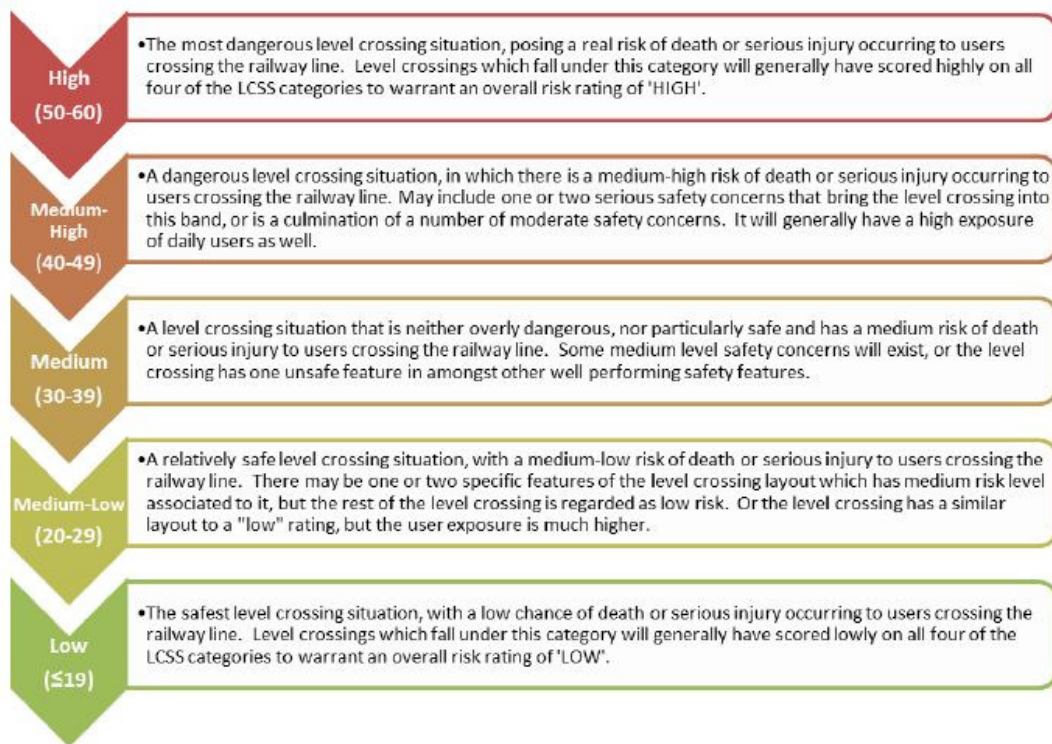 •The most dangerous level crossing situation, posing a real risk of death or serious injury occurring to users
crossing the railway line. Level crossings which fall under this category will generally have scored highly on all
four of the LCSS categories to warrant an overall risk rating of 'HIGH'.
High
(50-60)
•A dangerous level crossing situation, in which there is a medium-high risk of death or serious injury occurring to
users crossing the railway line. May include one or two serious safety concerns that bring the level crossing into
this band, or is a culmination of a number of moderate safety concerns. It will generally have a high exposure
of daily users as well.
Medium-
High
(40-49)
•A level crossing situation that is neither overly dangerous, nor particularly safe and has a medium risk of death
or serious injury to users crossing the railway line. Some medium level safety concerns will exist, or the level
crossing has one unsafe feature in amongst other well performing safety features.
Medium
(30-39)
•A relatively safe level crossing situation, with a medium-low risk of death or serious injury to users crossing the
railway line. There may be one or two specific features of the level crossing layout which has medium risk level
associated to it, but the rest of the level crossing is regarded as low risk. Or the level crossing has a similar
layout to a "low" rating, but the user exposure is much higher.
Medium-Low
(20-29)
•The safest level crossing situation, with a low chance of death or serious injury occurring to users crossing the
railway line. Level crossings which fall under this category will generally have scored lowly on all four of the
LCSS categories to warrant an overall risk rating of 'LOW'.
Low
(≤19)